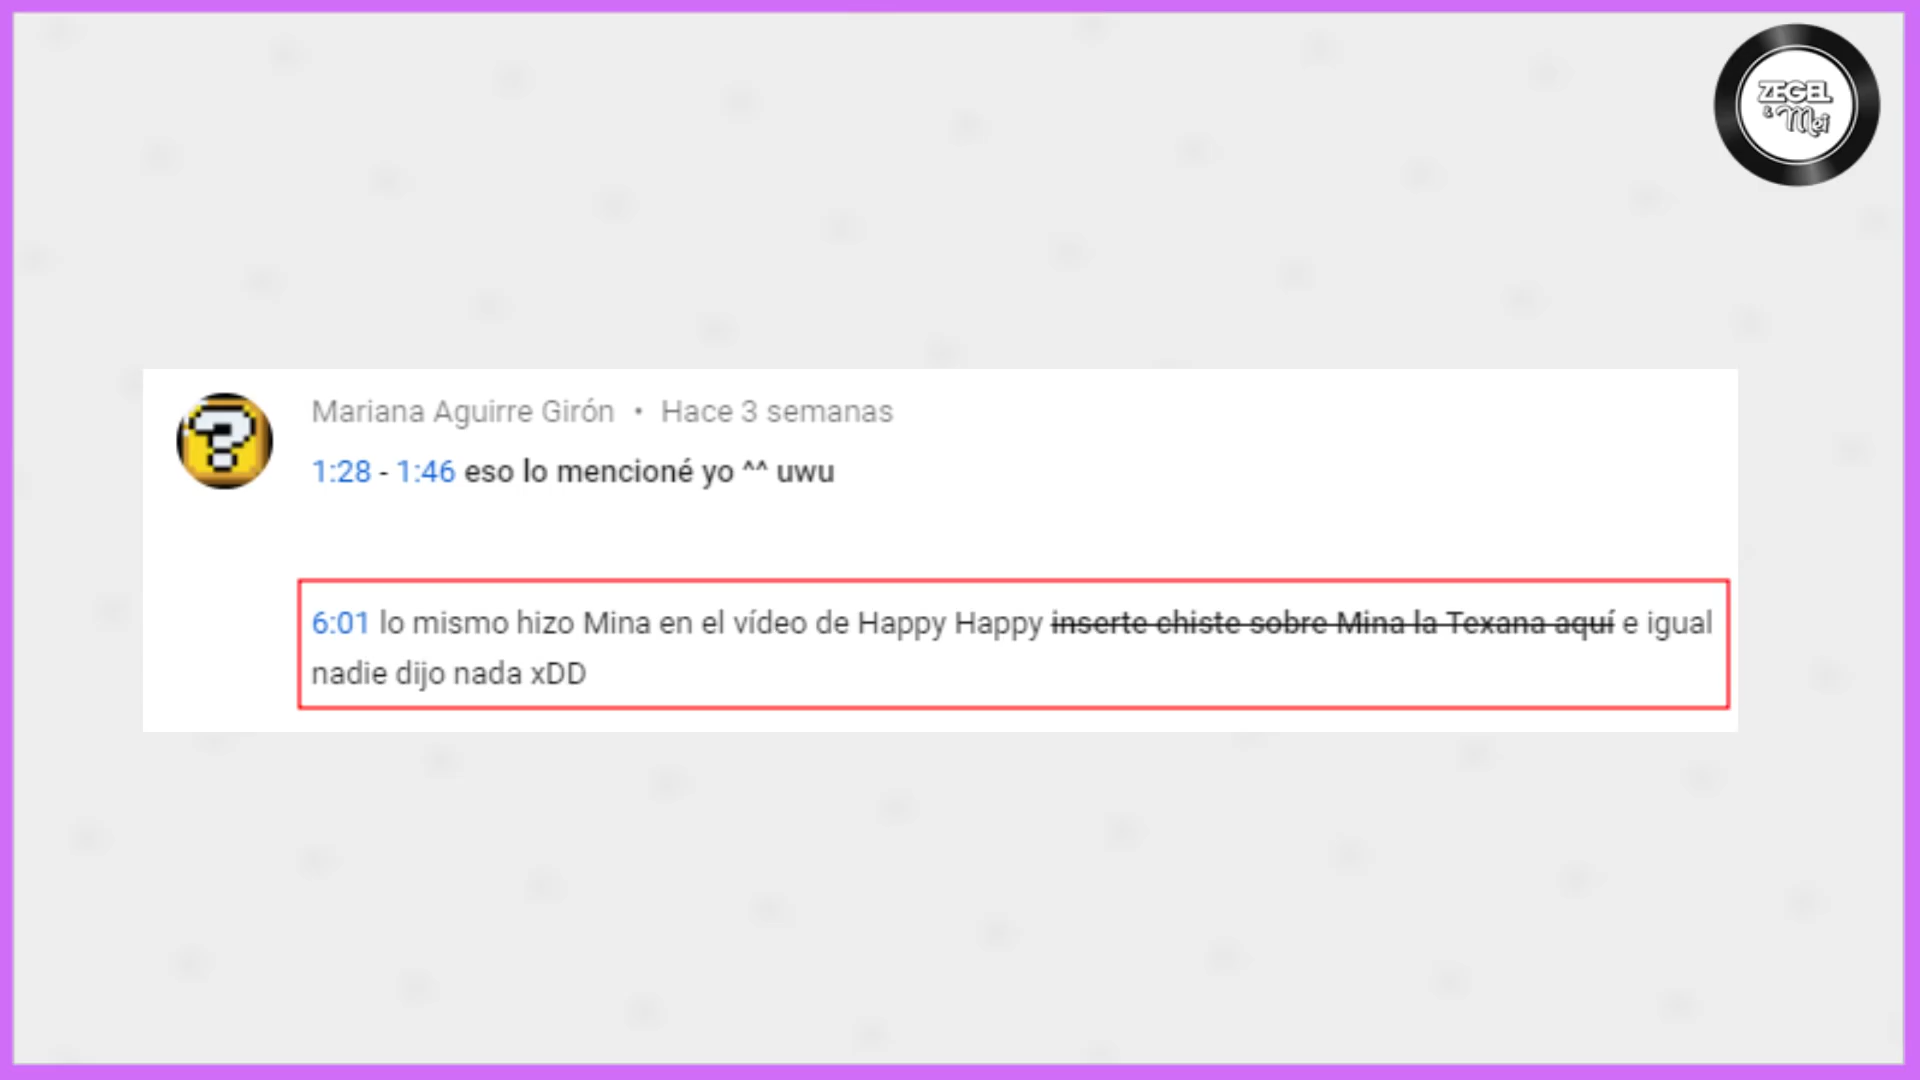 ZEGEL
& Mei
Mariana Aguirre Girón • Hace 3 semanas
1:28 - 1:46 eso lo mencioné yo ^^ uwu
6:01 lo mismo hizo Mina en el vídeo de Happy Happy inserte chiste sobre Mina la Texana aquí e igual
nadie dijo nada xDD